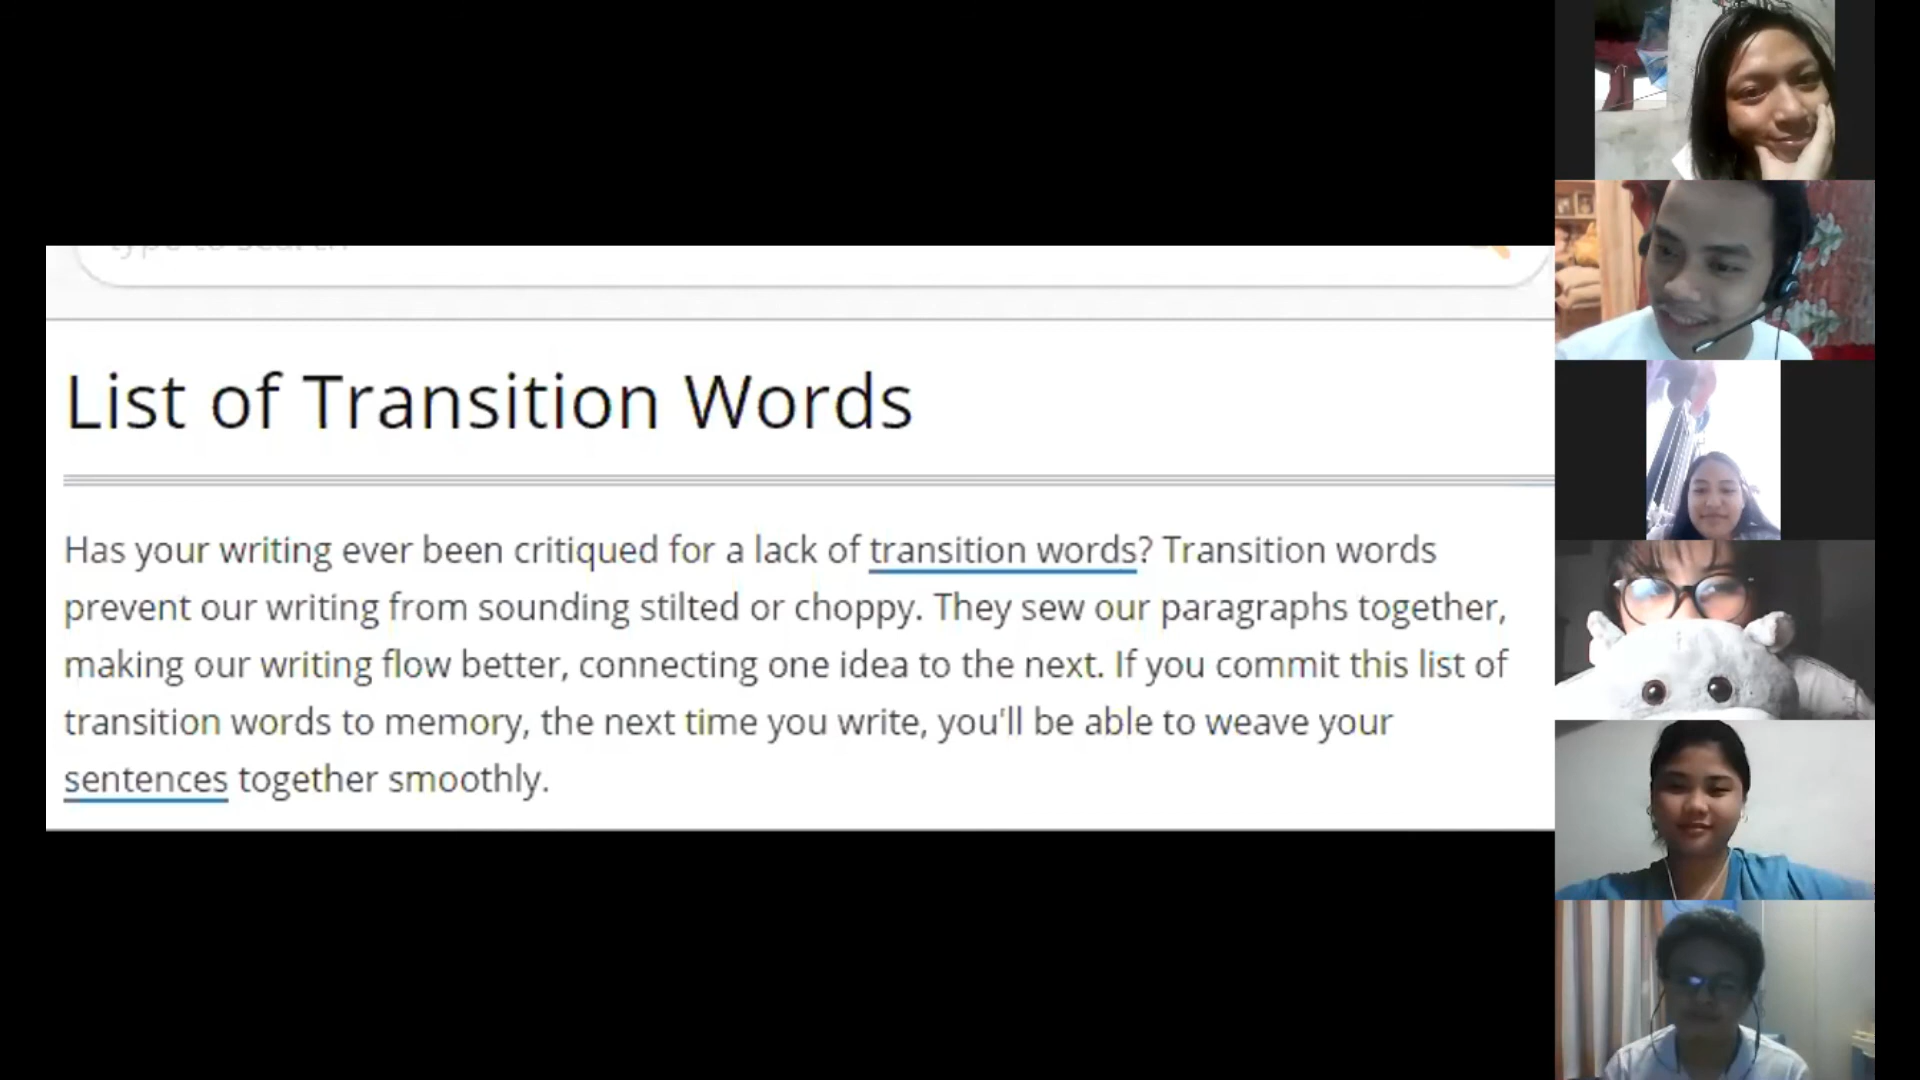 type to search
List of Transition Words
Has your writing ever been critiqued for a lack of transition words? Transition words
prevent our writing from sounding stilted or choppy. They sew our paragraphs together,
making our writing flow better, connecting one idea to the next. If you commit this list of
transition words to memory, the next time you write, you'll be able to weave your
sentences together smoothly.